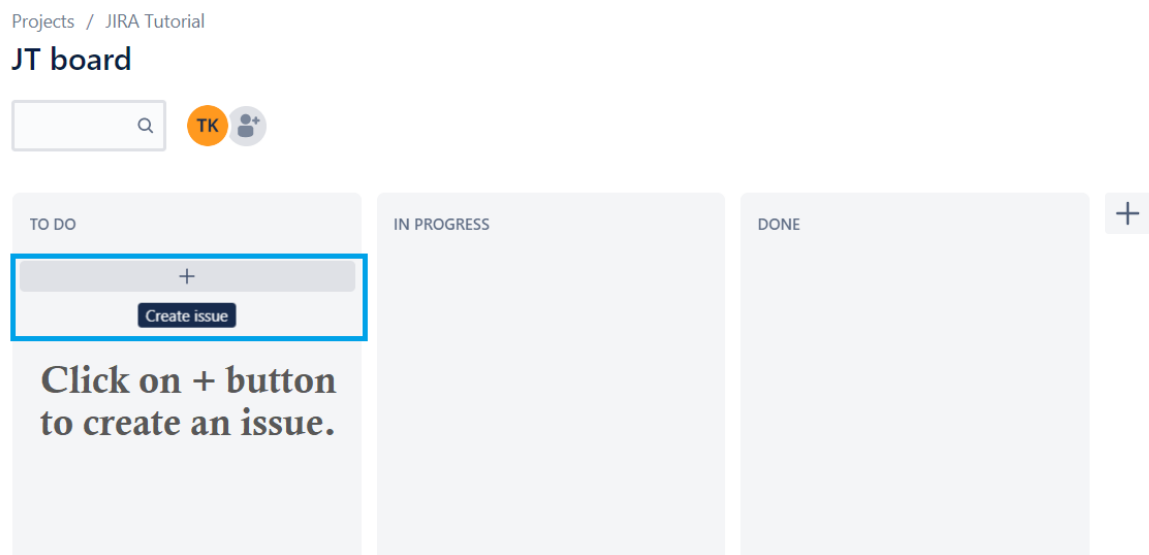 Projects / JIRA Tutorial
JT board
TK
TO DO
IN PROGRESS
DONE
+
+
Create issue
Click on + button
to create an issue.